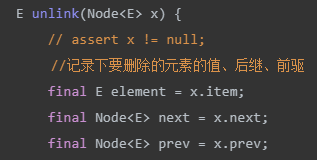 E unlink(Node<E> x) {
// assert x != null;
//记录下要删除的元素的值、后继、前驱
final E element = x.item;
final Node<E> next = x.next;
final Node<E> prev = x.prev;